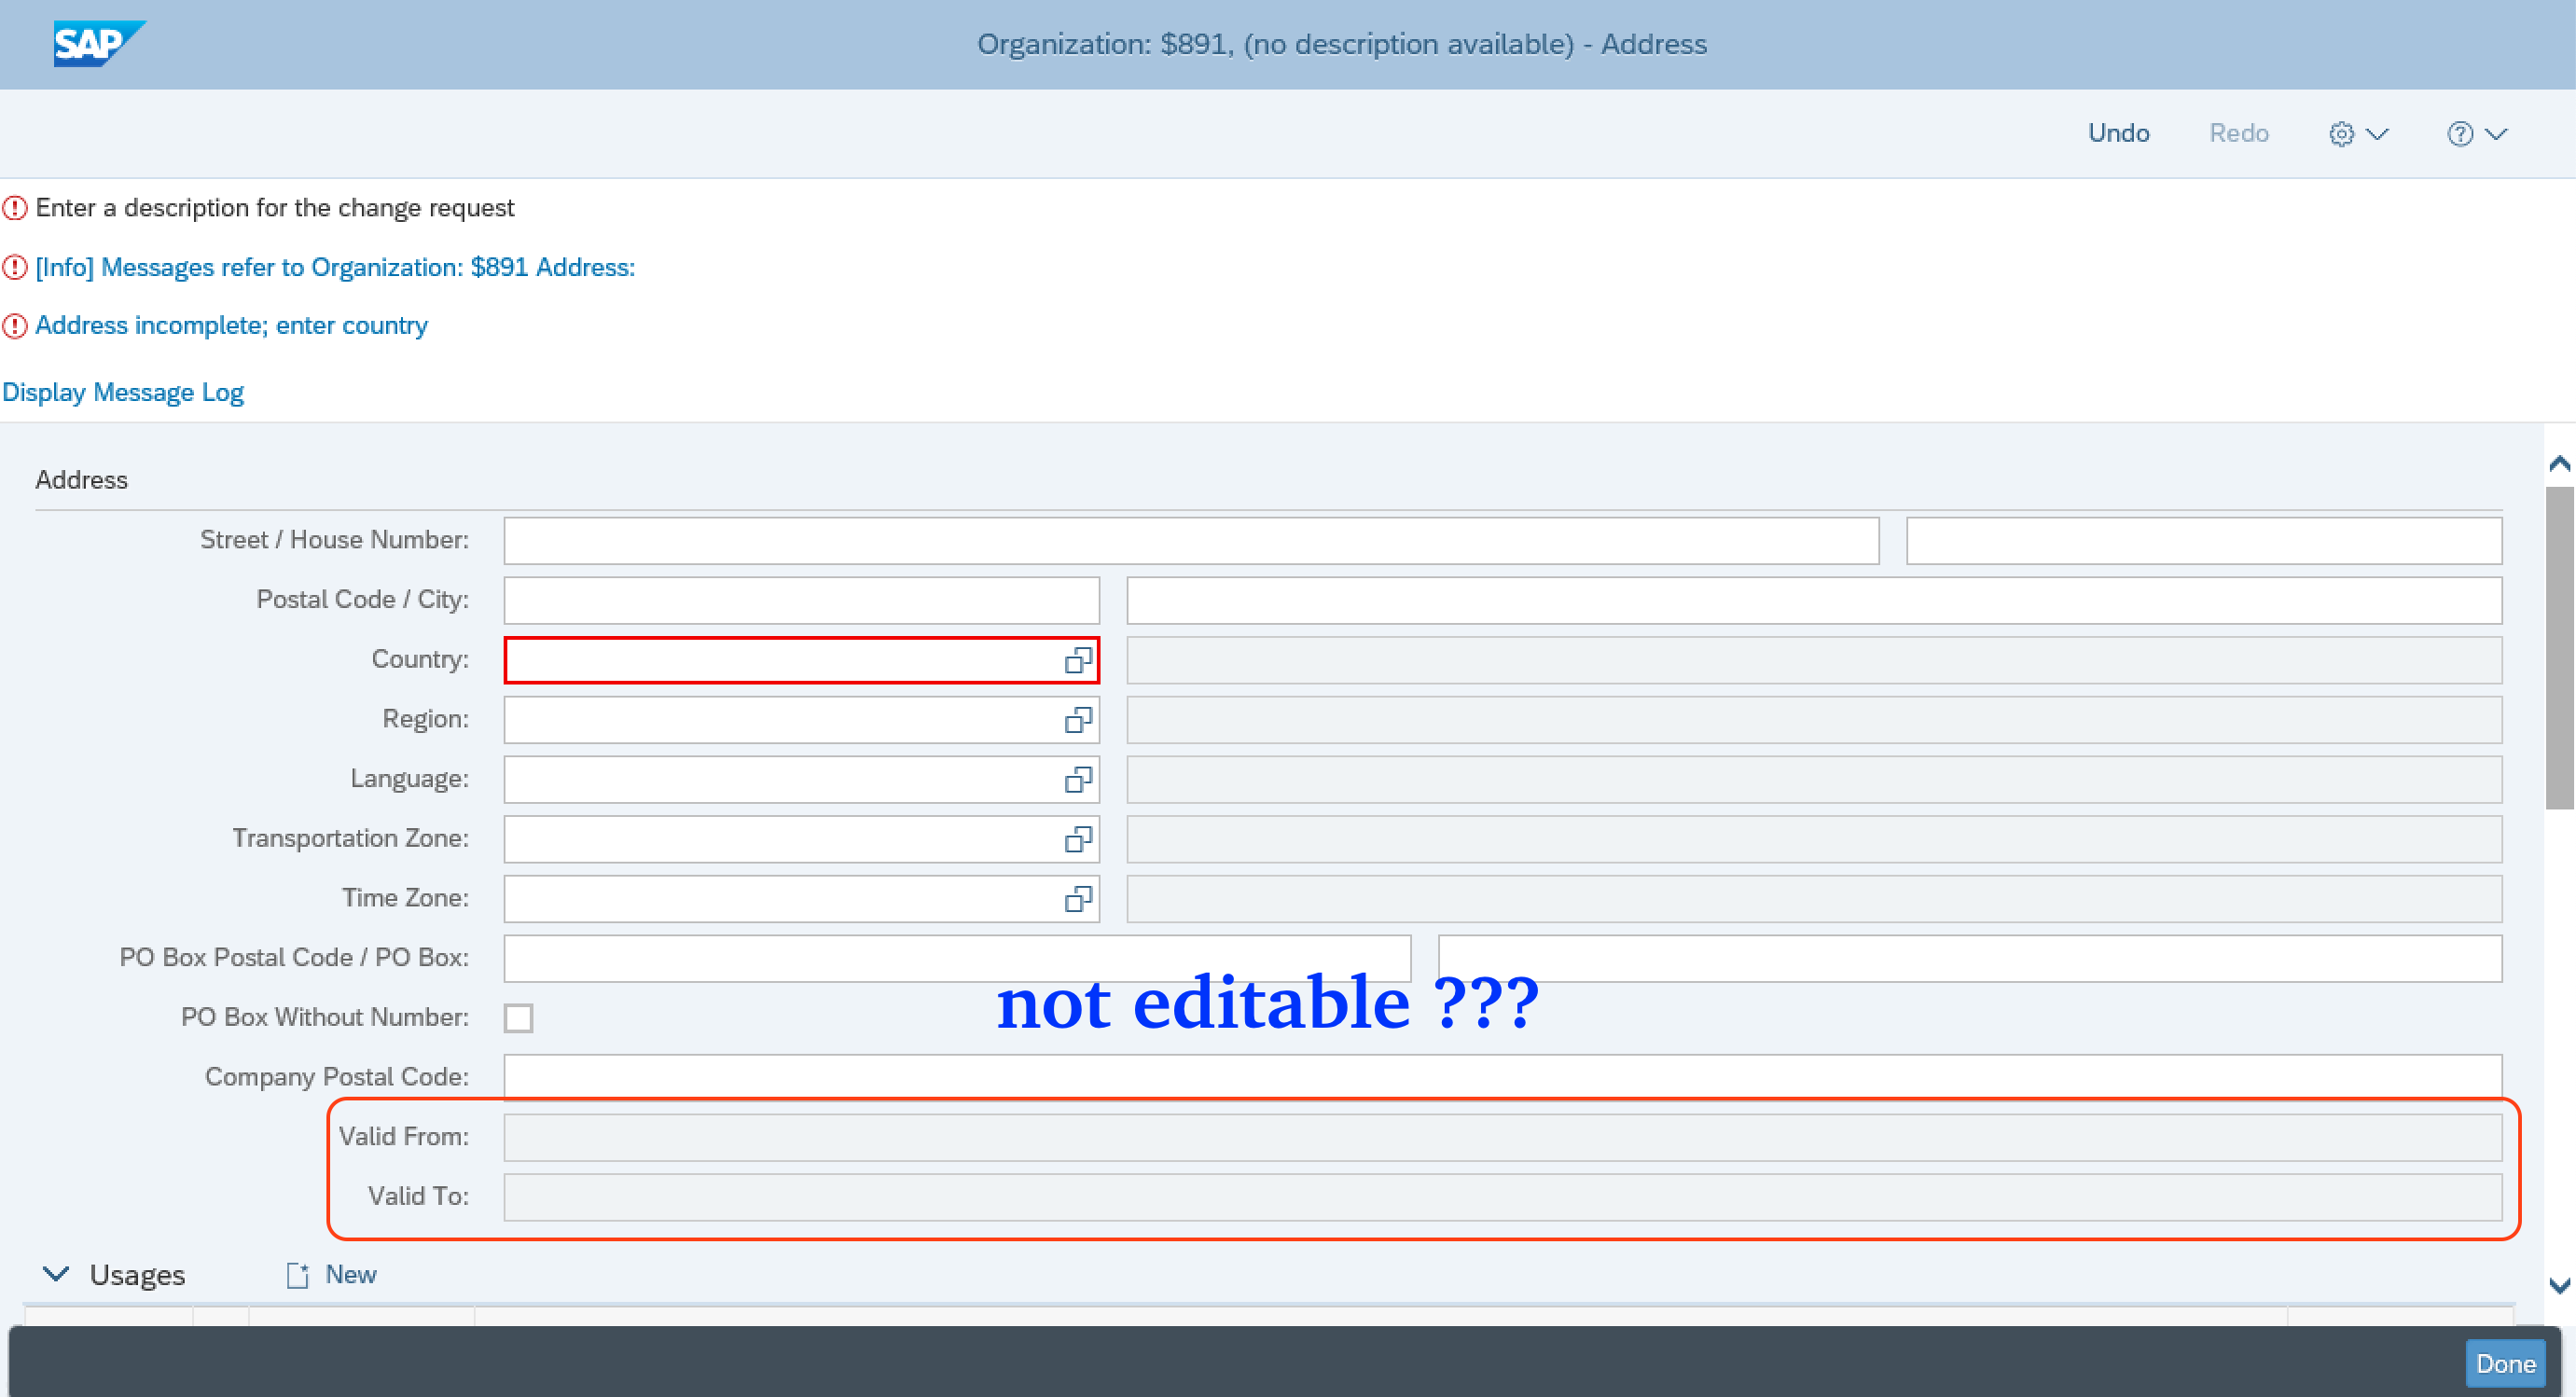 SAP
Organization: $891, (no description available) - Address
Undo Redo
Enter a description for the change request
[Info] Messages refer to Organization: $891 Address:
Address incomplete; enter country
Display Message Log
Address
Street / House Number:
Postal Code / City:
Country:
Region:
Language:
Transportation Zone:
Time Zone:
PO Box Postal Code / PO Box:
not editable ???
PO Box Without Number:
Company Postal Code:
Valid From:
Valid To:
Usages New
Done